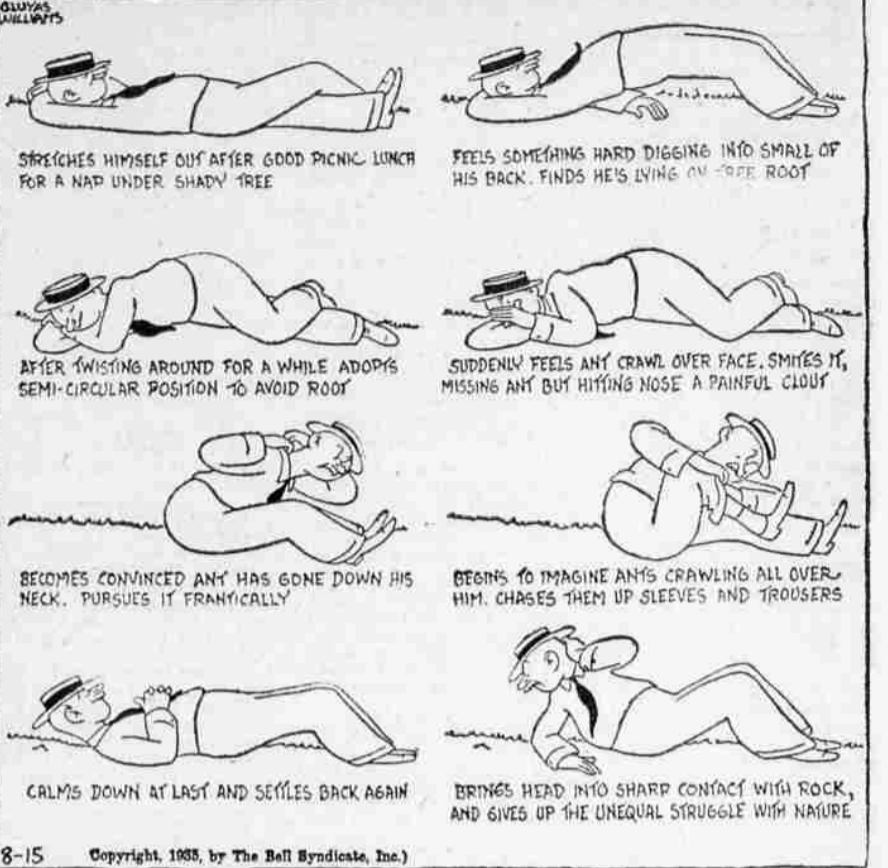 GLUYAS
WILLIAMS
STRETCHES HIMSELF OUT AFTER GOOD PICNIC LUNCH
FOR A NAP UNDER SHADY TREE
FEELS SOMETHING HARD DIGGING INTO SMALL OF
HIS BACK. FINDS HE'S LYING ON TREE ROOT
AFTER TWISTING AROUND FOR A WHILE ADOPTS
SEMI-CIRCULAR POSITION TO AVOID ROOT
SUDDENLY FEELS ANT CRAWL OVER FACE. SMITES IT,
MISSING ANT BUT HITTING NOSE A PAINFUL CLOUT
BECOMES CONVINCED ANT HAS GONE DOWN HIS
NECK. PURSUES IT FRANTICALLY
BEGINS TO IMAGINE ANTS CRAWLING ALL OVER
HIM. CHASES THEM UP SLEEVES AND TROUSERS
CALMS DOWN AT LAST AND SETTLES BACK AGAIN
BRINGS HEAD INTO SHARP CONTACT WITH ROCK,
AND GIVES UP THE UNEQUAL STRUGGLE WITH NATURE
8-15 Copyright, 1935, by The Bell Syndicate, Inc.)